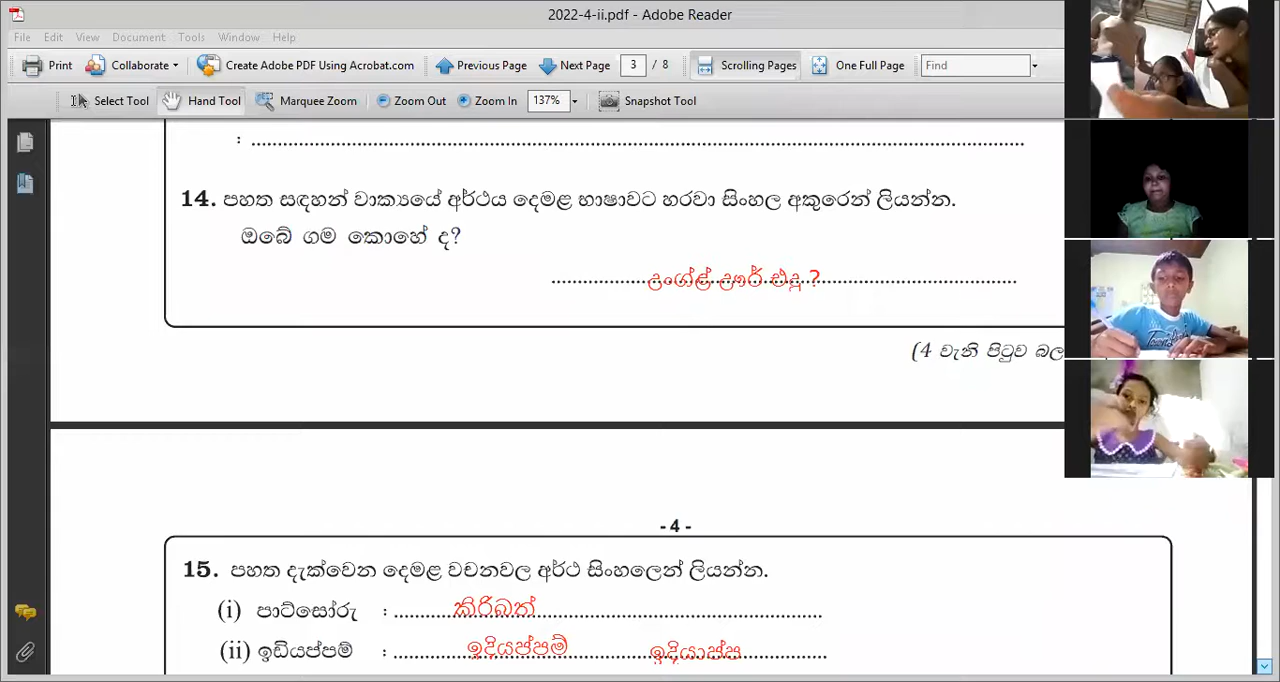 2022-4-ii.pdf - Adobe Reader
File Edit View Document Tools Window Help
Print Collaborate Create Adobe PDF Using Acrobat.com Previous Page Next Page 3 / 8 Scrolling Pages One Full Page Find
Select Tool Hand Tool Marquee Zoom Zoom Out Zoom In 137% Snapshot Tool
: ........................................................................
14. පහත සඳහන් වාක්‍යයේ අර්ථය දෙමළ භාෂාවට හරවා සිංහල අකුරෙන් ලියන්න.
ඔබේ ගම කොහේ ද?
උංග්ළ් ඌර් එදු ?
(4 වැනි පිටුව බල
- 4 -
15. පහත දැක්වෙන දෙමළ වචනවල අර්ථ සිංහලෙන් ලියන්න.
(i) පාට්සෝරු : කිරිබත්
(ii) ඉඩියප්පම් : ඉදියප්පම් ඉදියාප්ප